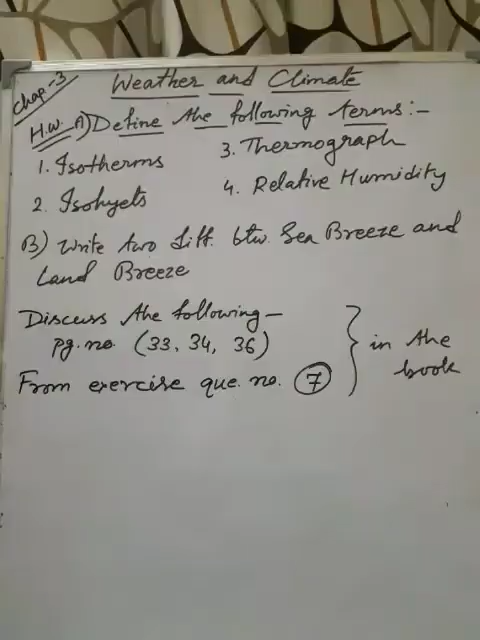 Chap-3
Weather and Climate
H.W. A) Define the following terms:-
1. Isotherms
2. Isohyets
3. Thermograph
4. Relative Humidity
B) Write two diff. btw. Sea Breeze and
Land Breeze
Discuss the following-
pg. no. (33, 34, 36)
From exercise que. no. 7
in the
book